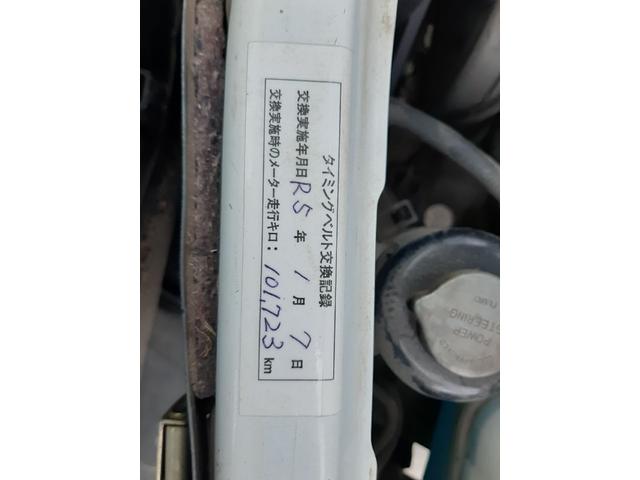 タイミングベルト交換記録
交換実施年月日 R5 年 1 月 7 日
交換実施時のメーター走行キロ: 101,723 km
POWER
STEERING
FLUID